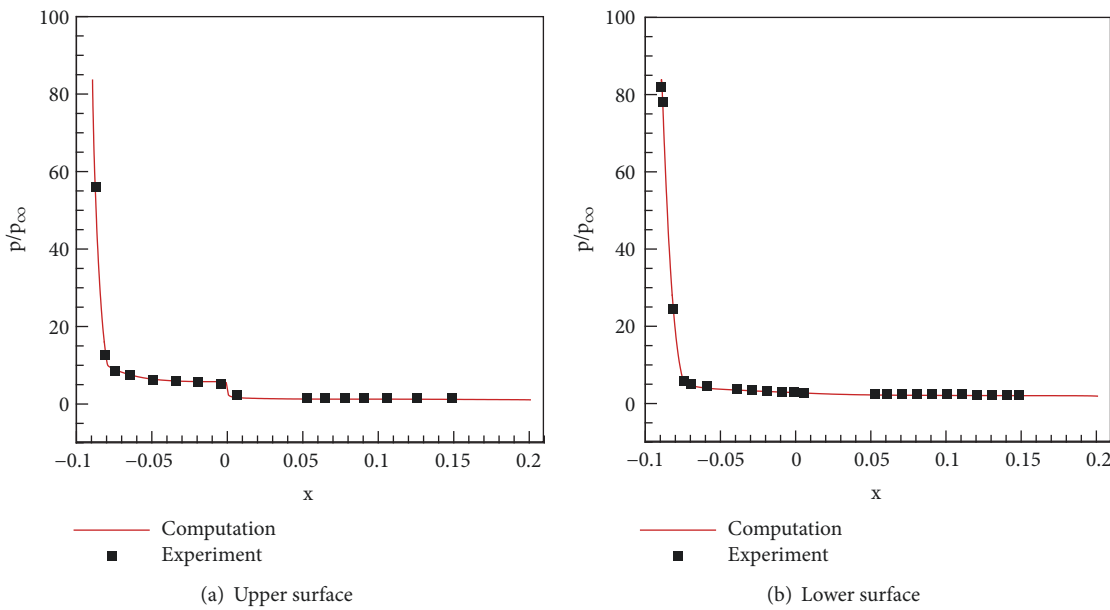 100
80
60
40
20
0
p/p∞
−0.1
−0.05
0
0.05
0.1
0.15
0.2
x
Computation
Experiment
(a) Upper surface
100
80
60
40
20
0
p/p∞
−0.1
−0.05
0
0.05
0.1
0.15
0.2
x
Computation
Experiment
(b) Lower surface